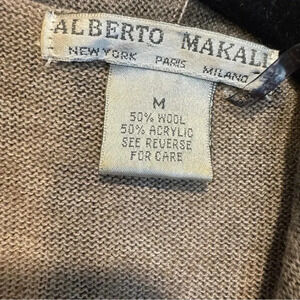 ALBERTO MAKALI
NEW YORK PARIS MILANO
M
50% WOOL
50% ACRYLIC
SEE REVERSE
FOR CARE